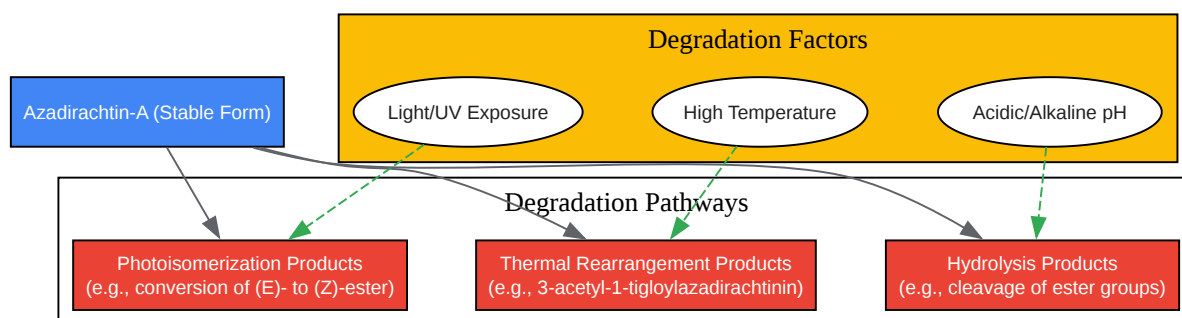 Degradation Factors
Azadirachtin-A (Stable Form)
Light/UV Exposure
High Temperature
Acidic/Alkaline pH
Degradation Pathways
Photoisomerization Products
(e.g., conversion of (E)- to (Z)-ester)
Thermal Rearrangement Products
(e.g., 3-acetyl-1-tigloylazadirachtinin)
Hydrolysis Products
(e.g., cleavage of ester groups)